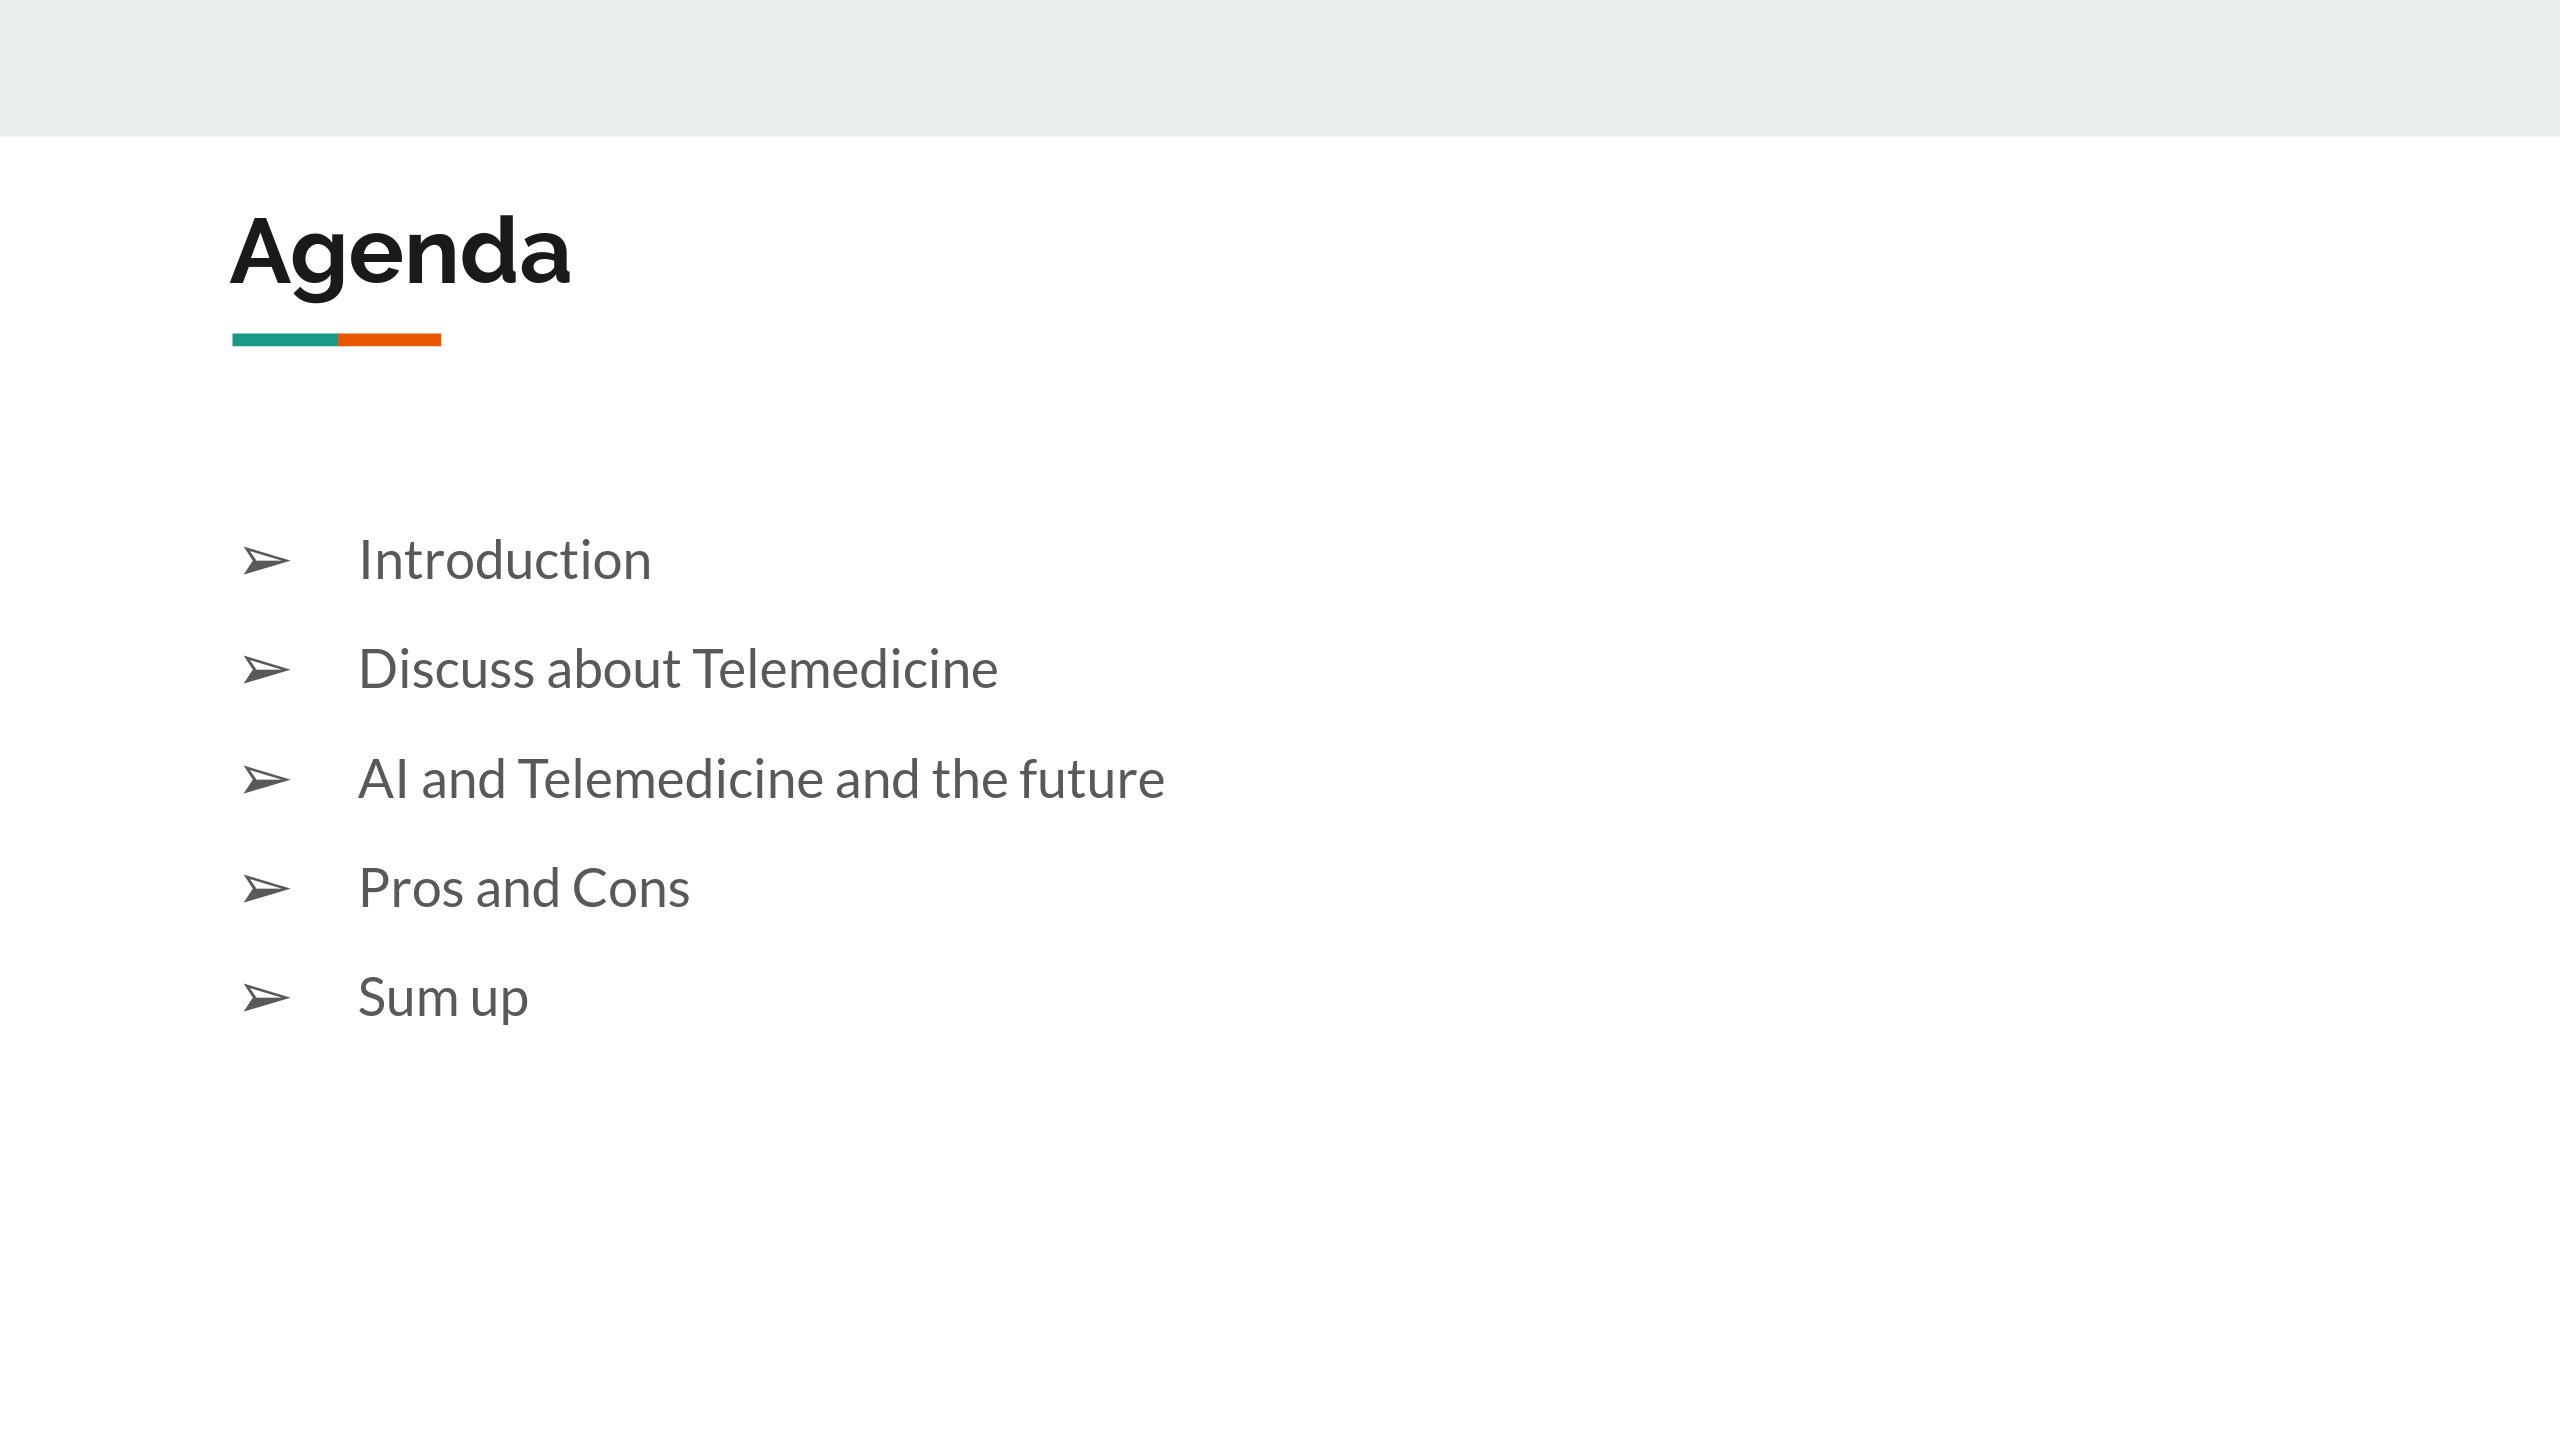 Agenda
➢ Introduction
➢ Discuss about Telemedicine
➢ AI and Telemedicine and the future
➢ Pros and Cons
➢ Sum up